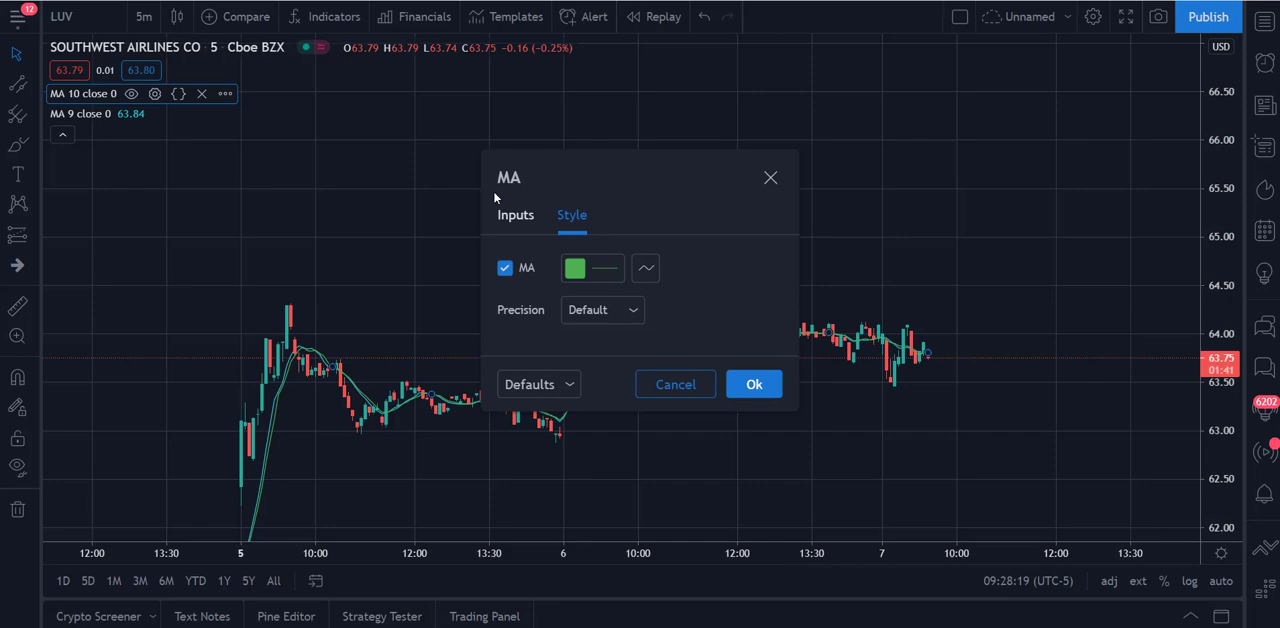 12 LUV 5m Compare Indicators Financials Templates Alert Replay Unnamed Publish
SOUTHWEST AIRLINES CO · 5 · Cboe BZX O63.79 H63.79 L63.74 C63.75 -0.16 (-0.25%) USD
63.79 0.01 63.80
MA 10 close 0
MA 9 close 0 63.84
66.50
66.00
65.50
65.00
64.50
64.00
63.75
01:41
63.50
63.00
62.50
62.00
MA
Inputs Style
MA
Precision Default
Defaults Cancel Ok
6202
12:00 13:30 5 10:00 12:00 13:30 6 10:00 12:00 13:30 7 10:00 12:00 13:30
1D 5D 1M 3M 6M YTD 1Y 5Y All 09:28:19 (UTC-5) adj ext % log auto
Crypto Screener Text Notes Pine Editor Strategy Tester Trading Panel